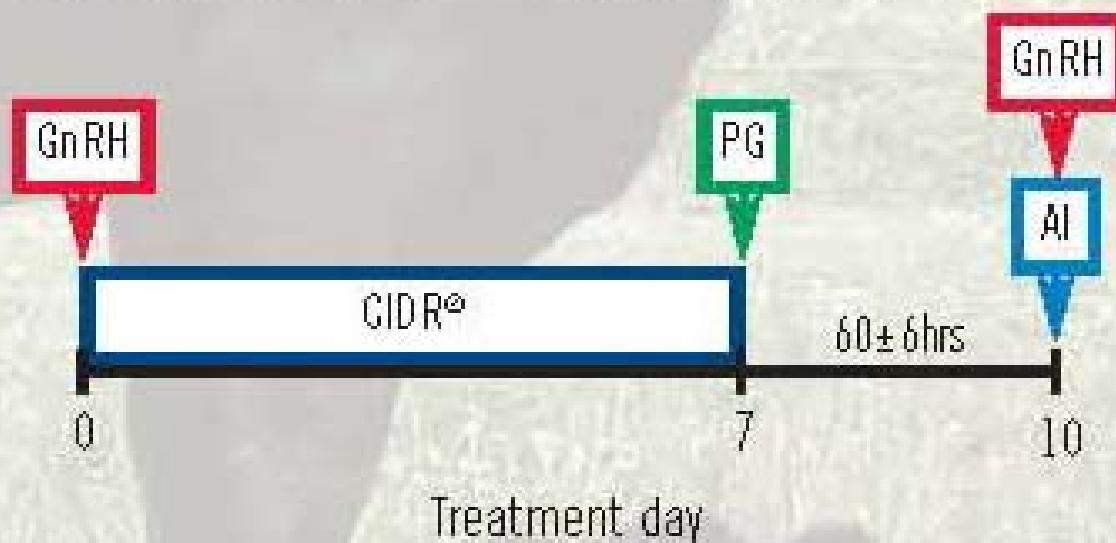 GnRH
GnRH
PG
AI
CIDR®
60± 6hrs
0
7
10
Treatment day